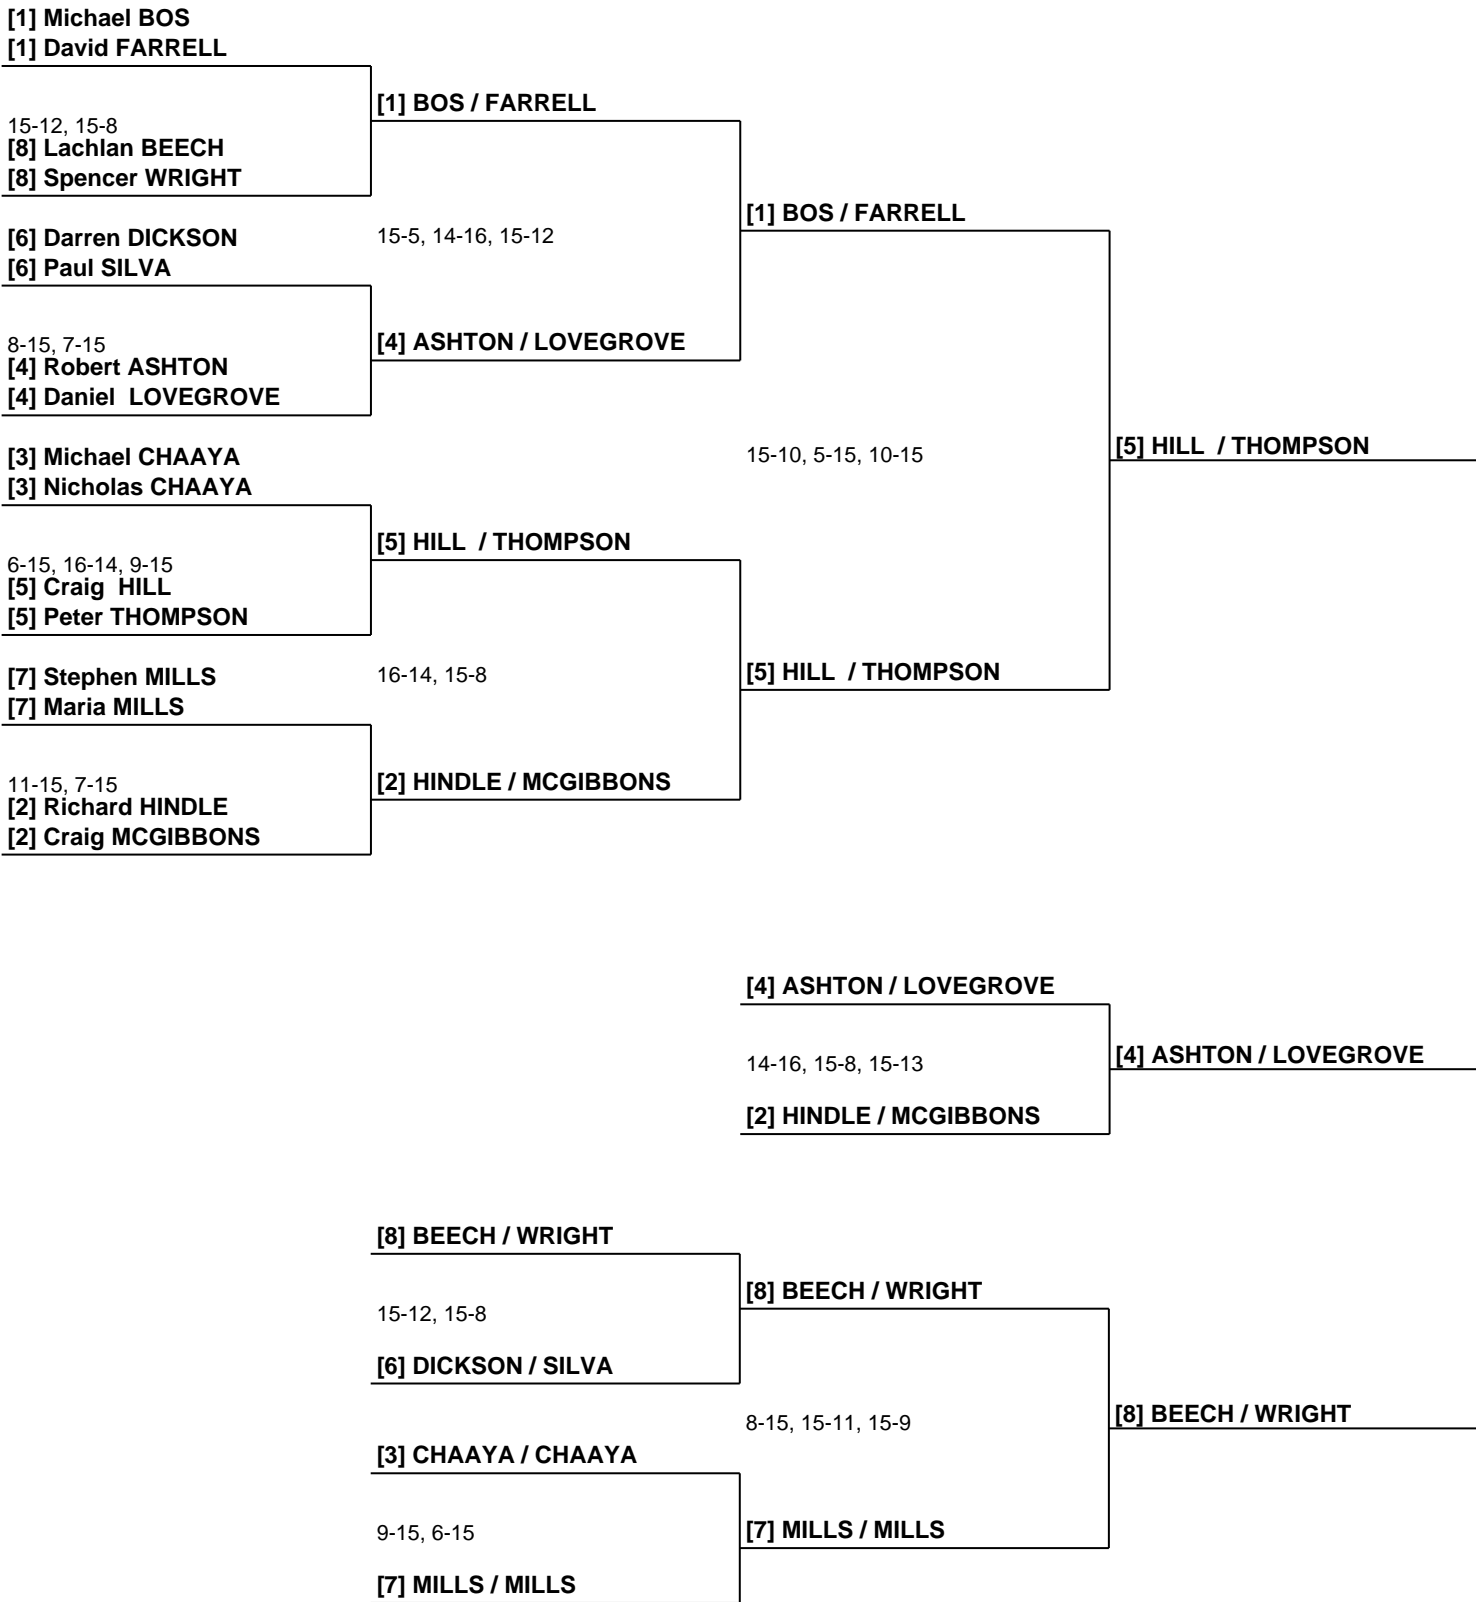 [1] Michael BOS
[1] David FARRELL
[1] BOS / FARRELL
15-12, 15-8
[8] Lachlan BEECH
[8] Spencer WRIGHT
[1] BOS / FARRELL
[6] Darren DICKSON
15-5, 14-16, 15-12
[6] Paul SILVA
8-15, 7-15
[4] ASHTON / LOVEGROVE
[4] Robert ASHTON
[4] Daniel  LOVEGROVE
[3] Michael CHAAYA
15-10, 5-15, 10-15
[5] HILL  / THOMPSON
[3] Nicholas CHAAYA
[5] HILL  / THOMPSON
6-15, 16-14, 9-15
[5] Craig  HILL
[5] Peter THOMPSON
[7] Stephen MILLS
16-14, 15-8
[5] HILL  / THOMPSON
[7] Maria MILLS
11-15, 7-15
[2] HINDLE / MCGIBBONS
[2] Richard HINDLE
[2] Craig MCGIBBONS
[4] ASHTON / LOVEGROVE
14-16, 15-8, 15-13
[4] ASHTON / LOVEGROVE
[2] HINDLE / MCGIBBONS
[8] BEECH / WRIGHT
[8] BEECH / WRIGHT
15-12, 15-8
[6] DICKSON / SILVA
8-15, 15-11, 15-9
[8] BEECH / WRIGHT
[3] CHAAYA / CHAAYA
9-15, 6-15
[7] MILLS / MILLS
[7] MILLS / MILLS